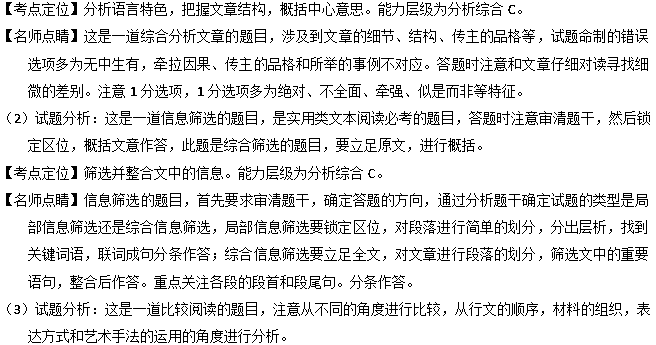 【考点定位】分析语言特色，把握文章结构，概括中心意思。能力层级为分析综合 C。
【名师点睛】这是一道综合分析文章的题目，涉及到文章的细节、结构、传主的品格等，试题命制的错误
选项多为无中生有，牵拉因果、传主的品格和所举的事例不对应。答题时注意和文章仔细对读寻找细
微的差别。注意 1 分选项，1 分选项多为绝对、不全面、牵强、似是而非等特征。
（2）试题分析：这是一道信息筛选的题目，是实用类文本阅读必考的题目，答题时注意审清题干，然后锁
定区位，概括文意作答，此题是综合筛选的题目，要立足原文，进行概括。
【考点定位】筛选并整合文中的信息。能力层级为分析综合 C。
【名师点睛】信息筛选的题目，首先要求审清题干，确定答题的方向，通过分析题干确定试题的类型是局
部信息筛选还是综合信息筛选，局部信息筛选要锁定区位，对段落进行简单的划分，分出层析，找到
关键词语，联词成句分条作答；综合信息筛选要立足全文，对文章进行段落的划分，筛选文中的重要
语句，整合后作答。重点关注各段的段首和段尾句。分条作答。
（3）试题分析：这是一道比较阅读的题目，注意从不同的角度进行比较，从行文的顺序，材料的组织，表
达方式和艺术手法的运用的角度进行分析。